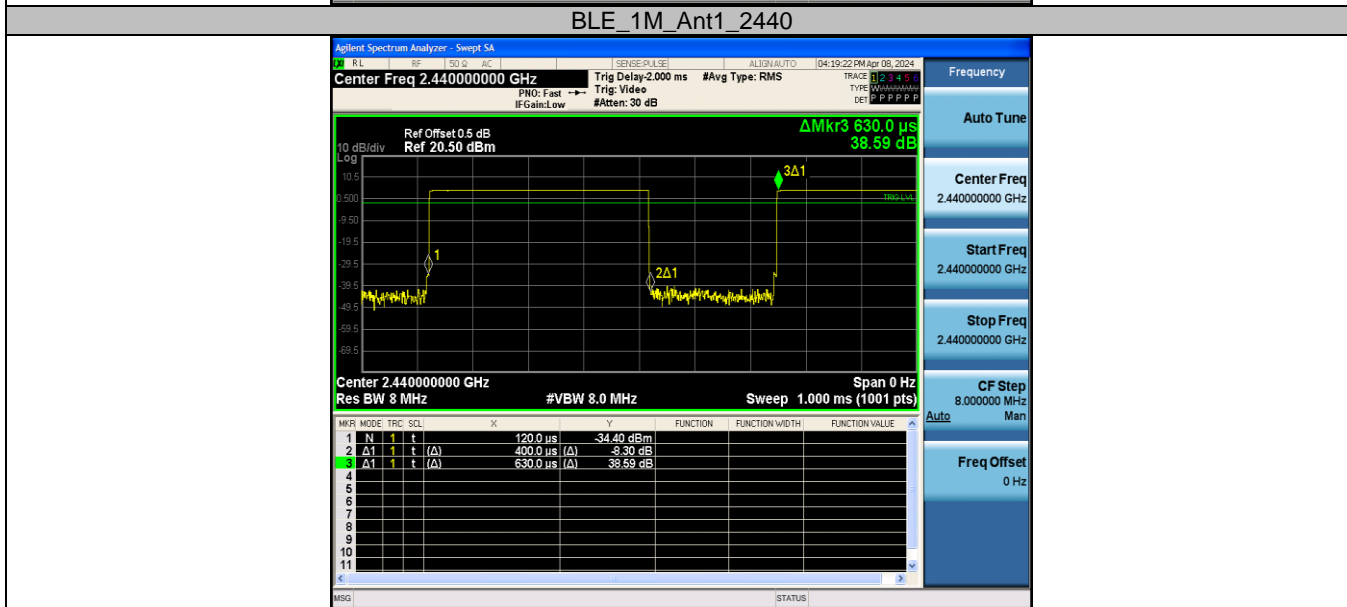 BLE_1M_Ant1_2440
Agilent Spectrum Analyzer - Swept SA
RL RF 50 Ω AC SENSE:PULSE ALIGN AUTO 04:19:22 PM Apr 08, 2024
Center Freq 2.440000000 GHz Trig Delay-2.000 ms #Avg Type: RMS TRACE 1 2 3 4 5 6
PNO: Fast Trig: Video TYPE W
IFGain:Low #Atten: 30 dB DET P P P P P P
Frequency
Auto Tune
Center Freq
2.440000000 GHz
Start Freq
2.440000000 GHz
Stop Freq
2.440000000 GHz
CF Step
8.000000 MHz
Auto Man
Freq Offset
0 Hz
ΔMkr3 630.0 µs
38.59 dB
Ref Offset 0.5 dB
10 dB/div Ref 20.50 dBm
Log
10.5
0.500
-9.50
-19.5
-29.5
-39.5
-49.5
-59.5
-69.5
3Δ1
TRIG LVL
1
2Δ1
Center 2.440000000 GHz Span 0 Hz
Res BW 8 MHz #VBW 8.0 MHz Sweep 1.000 ms (1001 pts)
MKR MODE TRC SCL X Y FUNCTION FUNCTION WIDTH FUNCTION VALUE
1 N 1 t 120.0 µs -34.40 dBm
2 Δ1 1 t (Δ) 400.0 µs (Δ) -8.30 dB
3 Δ1 1 t (Δ) 630.0 µs (Δ) 38.59 dB
4
5
6
7
8
9
10
11
MSG STATUS